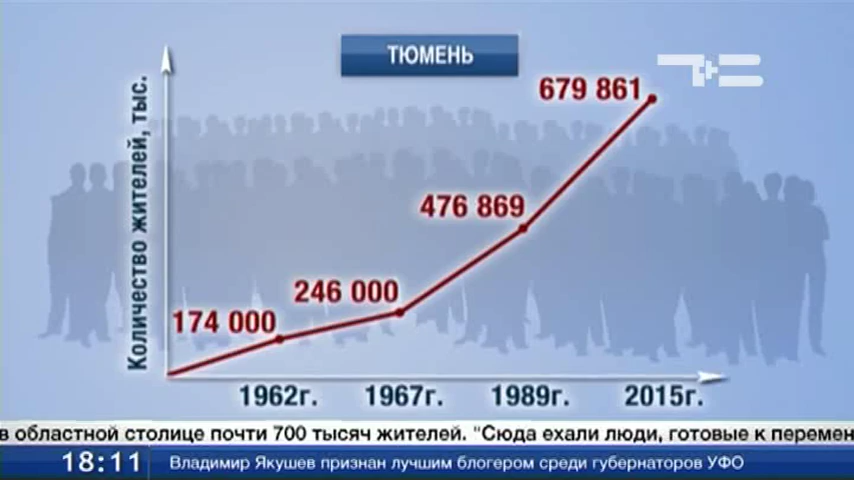 ТЮМЕНЬ
Т+В
Количество жителей, тыс.
679 861
476 869
246 000
174 000
1962г.
1967г.
1989г.
2015г.
в областной столице почти 700 тысяч жителей. "Сюда ехали люди, готовые к перемен
18:11
Владимир Якушев признан лучшим блогером среди губернаторов УФО